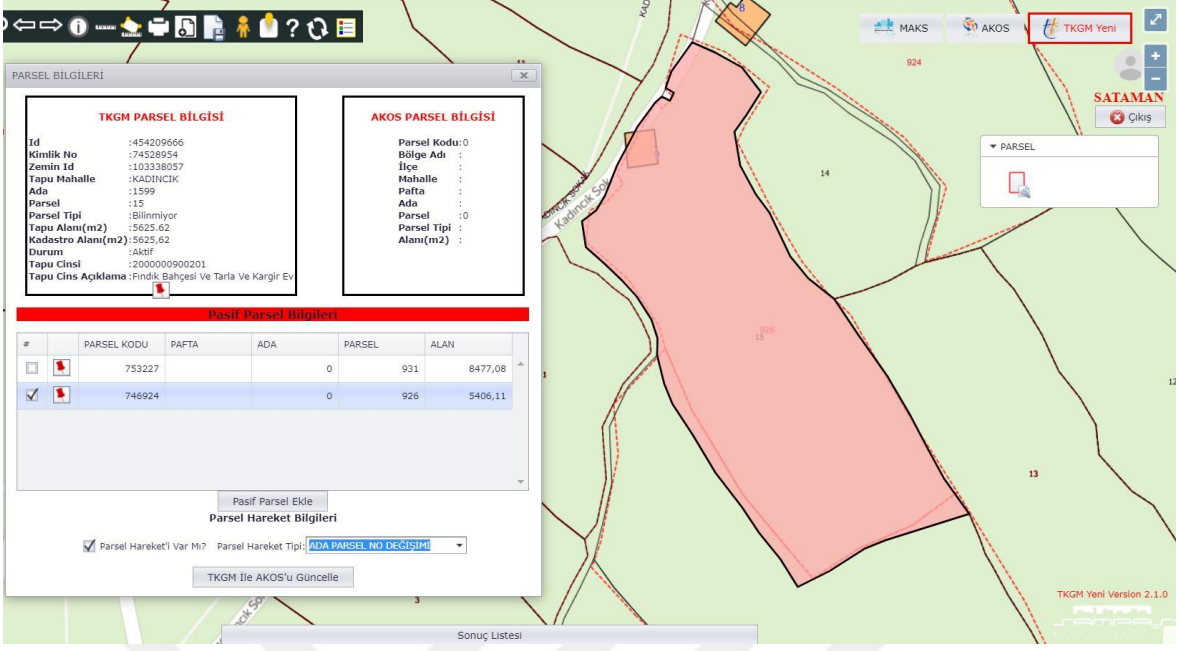 MAKS
AKOS
TKGM Yeni
924
SATAMAN
Çıkış
PARSEL
PARSEL BİLGİLERİ
TKGM PARSEL BİLGİSİ
Id :454209666
Kimlik No :74528954
Zemin Id :103338057
Tapu Mahalle :KADINCIK
Ada :1599
Parsel :15
Parsel Tipi :Bilinmiyor
Tapu Alanı(m2) :5625.62
Kadastro Alanı(m2):5625,62
Durum :Aktif
Tapu Cinsi :2000000900201
Tapu Cins Açıklama :Fındık Bahçesi Ve Tarla Ve Kargir Ev
AKOS PARSEL BİLGİSİ
Parsel Kodu:0
Bölge Adı :
İlçe :
Mahalle :
Pafta :
Ada :
Parsel :0
Parsel Tipi :
Alanı(m2) :
Pasif Parsel Bilgileri
# PARSEL KODU PAFTA ADA PARSEL ALAN
753227 0 931 8477,08
746924 0 926 5406,11
Pasif Parsel Ekle
Parsel Hareket Bilgileri
Parsel Hareket'i Var Mı? Parsel Hareket Tipi: ADA PARSEL NO DEĞİŞİMİ
TKGM İle AKOS'u Güncelle
8
14
Kadıncık Sok
926
15
1
12
13
3
TKGM Yeni Version 2.1.0
Sonuç Listesi